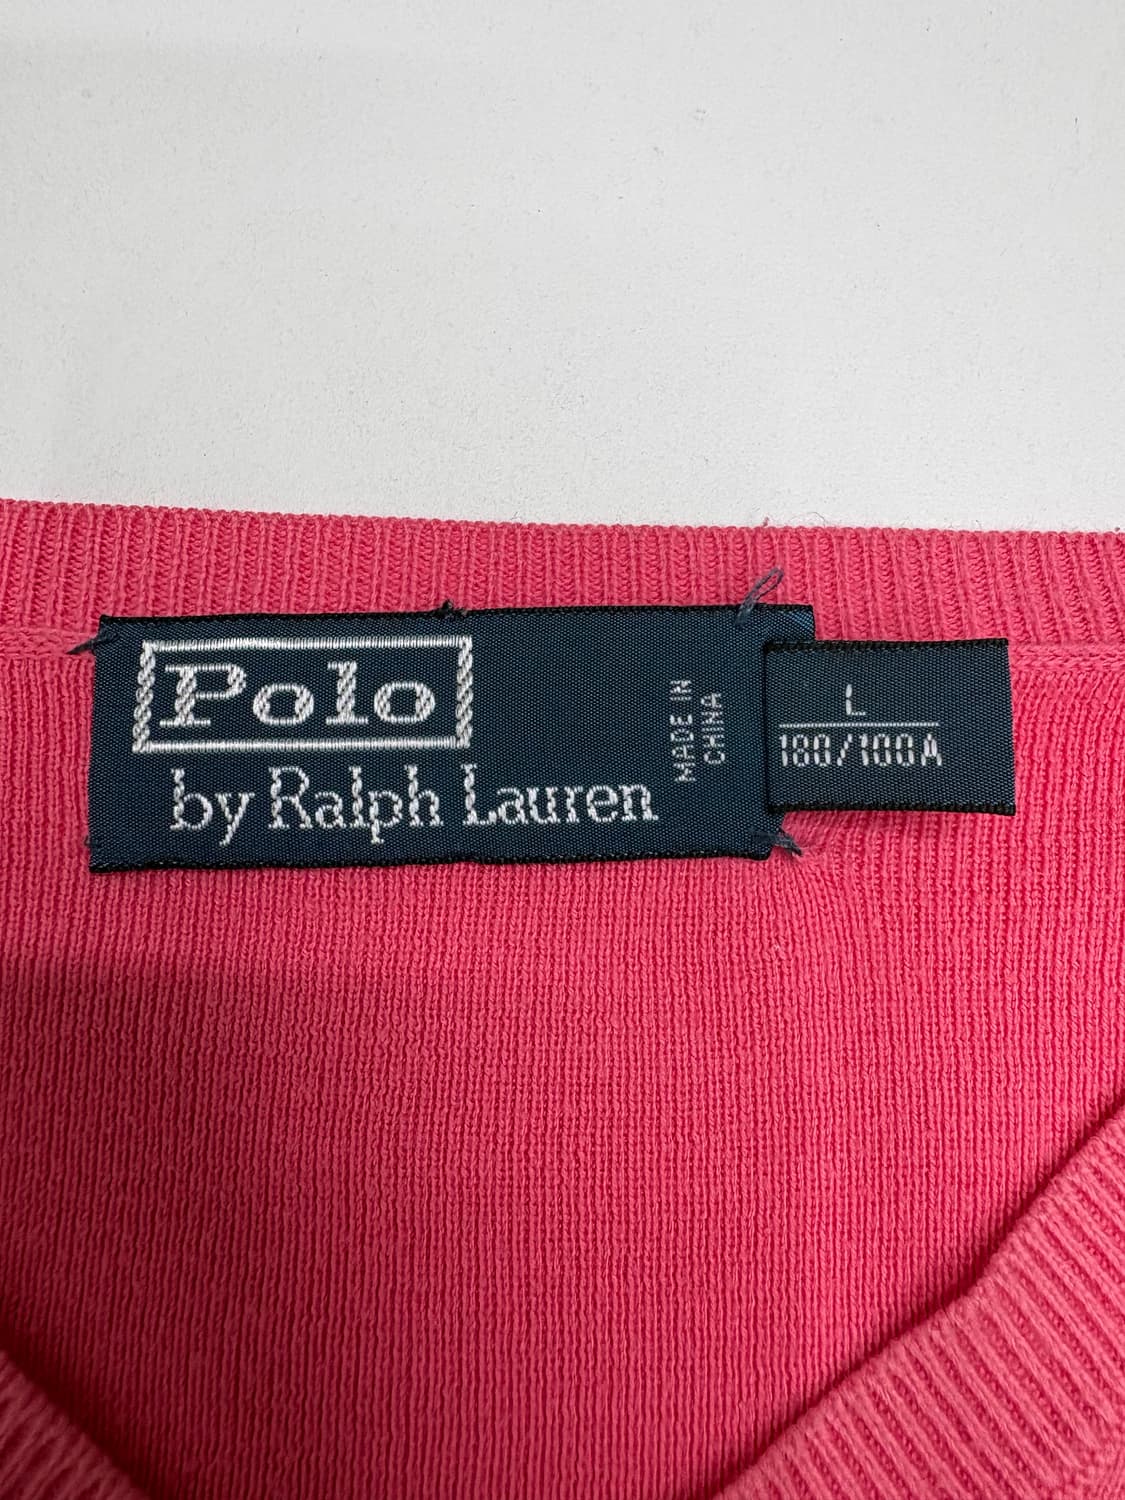 Polo
by Ralph Lauren
MADE IN
CHINA
L
180/100A